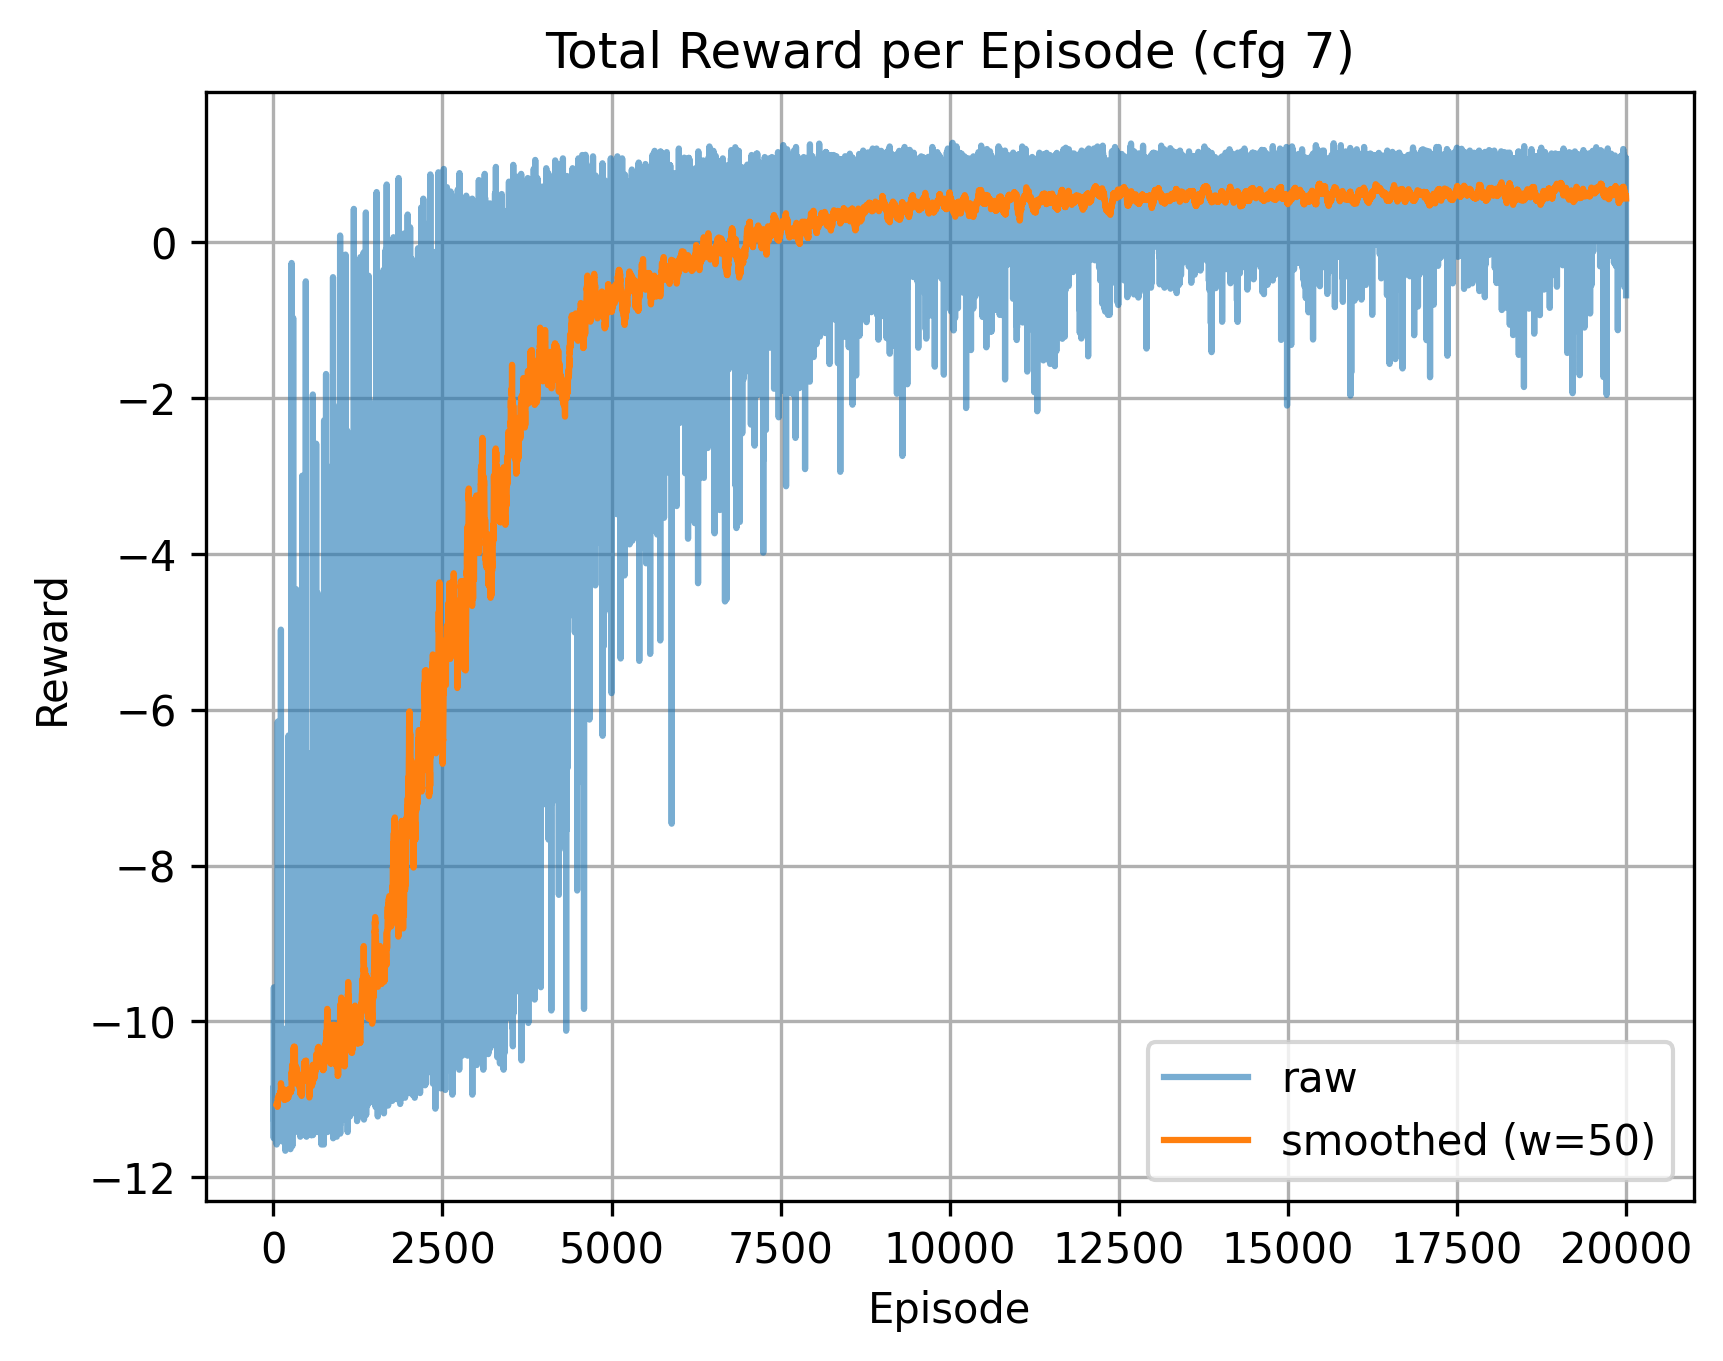 Total Reward per Episode (cfg 7)
Reward
0
−2
−4
−6
−8
−10
−12
raw
smoothed (w=50)
0 2500 5000 7500 10000 12500 15000 17500 20000
Episode